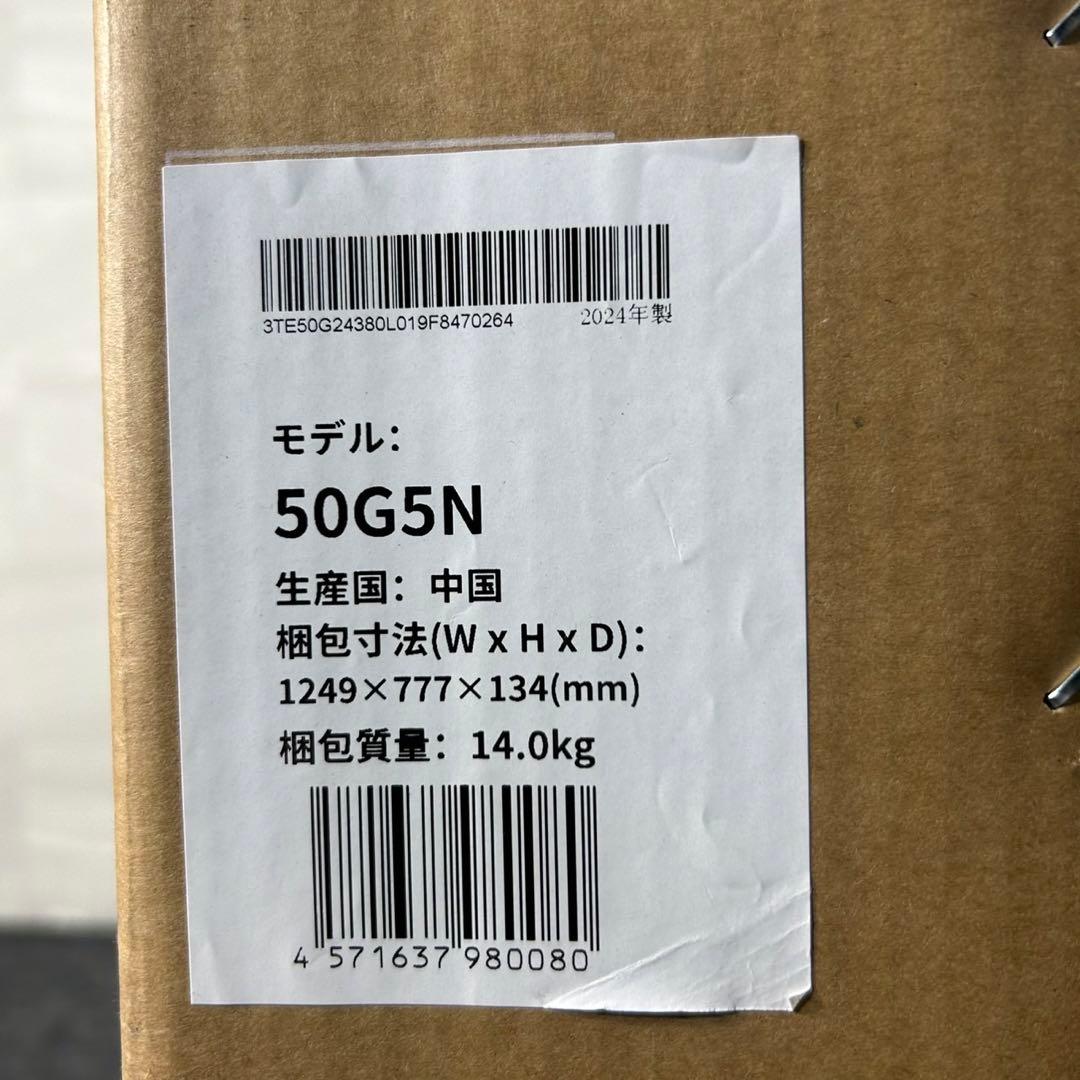 3TE50G24380L019F8470264 2024年製
モデル：
50G5N
生産国：中国
梱包寸法(W x H x D)：
1249×777×134(mm)
梱包質量：14.0kg
4 571637 980080